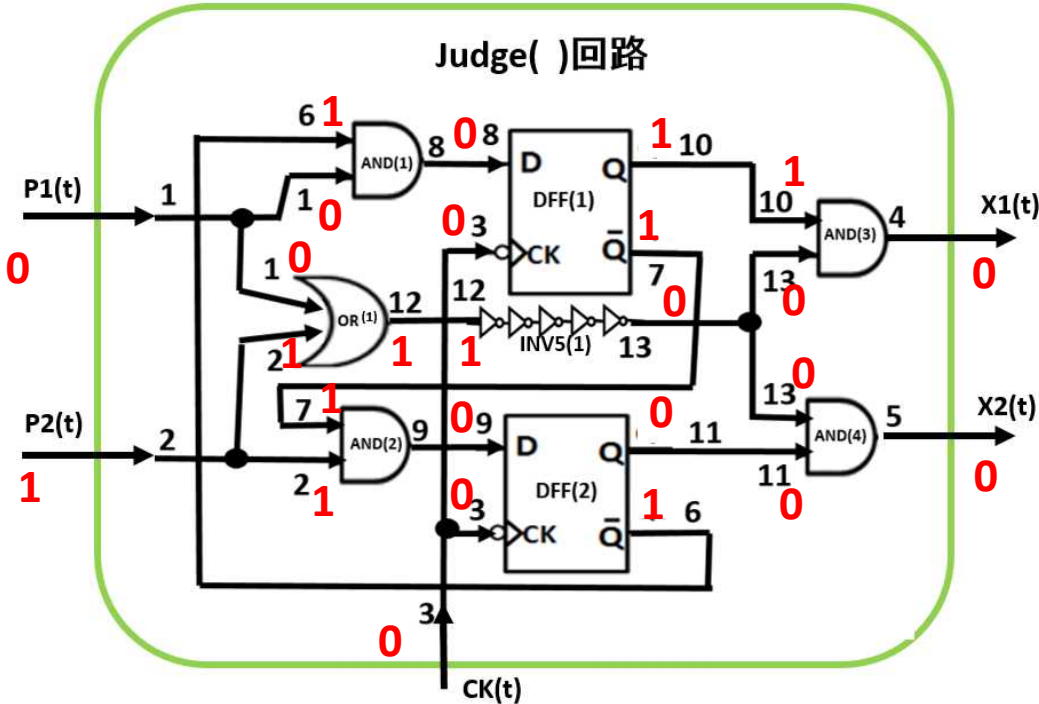 Judge( )回路
6 1
AND(1)
8 0 8
D
Q
1 10
DFF(1)
P1(t)
1
1 0
0 3
CK
Q
1
7
0
1
10
AND(3)
4
X1(t)
0
0
1 0
OR(1)
12
1
12
1
INV5(1)
13
0
13
0
2 1
7 1
AND(2)
9 0 9
D
Q
0
11
DFF(2)
P2(t)
2
1
2 1
0 3
CK
Q
1 6
0
13
AND(4)
5
X2(t)
11 0
0
3
0
CK(t)